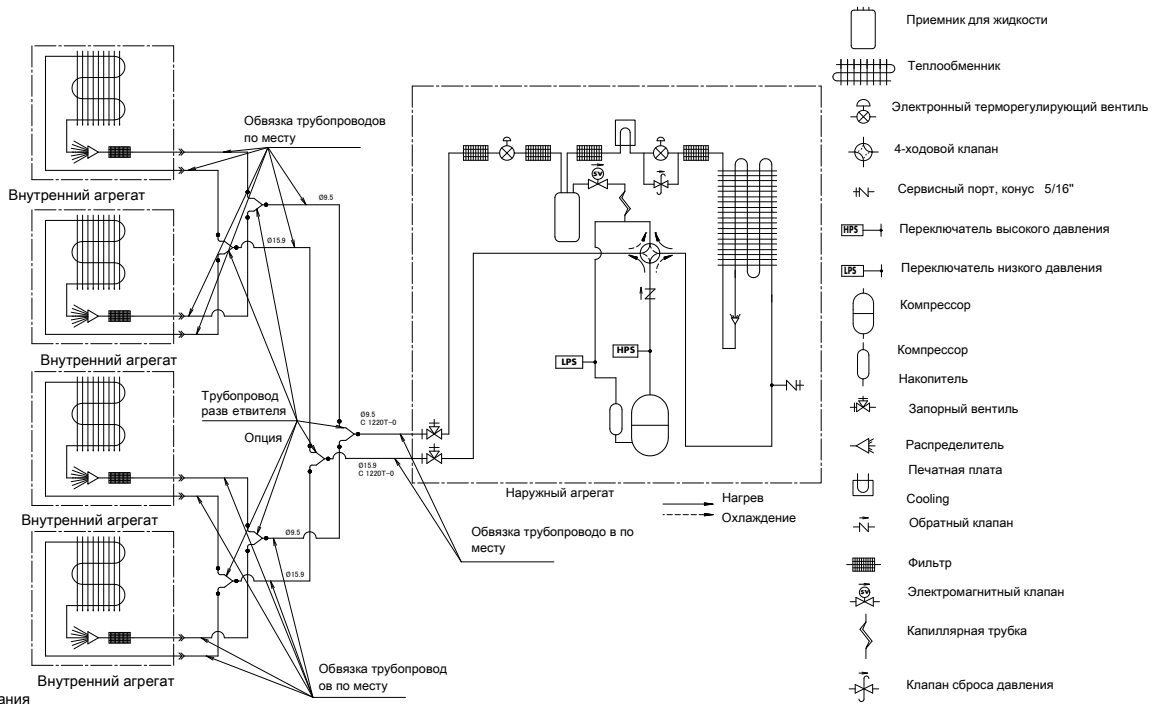 Внутренний агрегат
Внутренний агрегат
Внутренний агрегат
Внутренний агрегат
ания
Обвязка трубопроводов
по месту
Ø9.5
Ø15.9
Трубопровод
разв етвителя
Опция
Ø9.5
C 1220T-0
Ø15.9
C 1220T-0
Ø9.5
Ø15.9
Обвязка трубопровод
ов по месту
Обвязка трубопроводо в по
месту
SV
LPS
HPS
Наружный агрегат
Нагрев
Охлаждение
Приемник для жидкости
Теплообменник
Электронный терморегулирующий вентиль
4-ходовой клапан
Сервисный порт, конус 5/16"
HPS Переключатель высокого давления
LPS Переключатель низкого давления
Компрессор
Компрессор
Накопитель
Запорный вентиль
Распределитель
Печатная плата
Cooling
Обратный клапан
Фильтр
SV Электромагнитный клапан
Капиллярная трубка
Клапан сброса давления